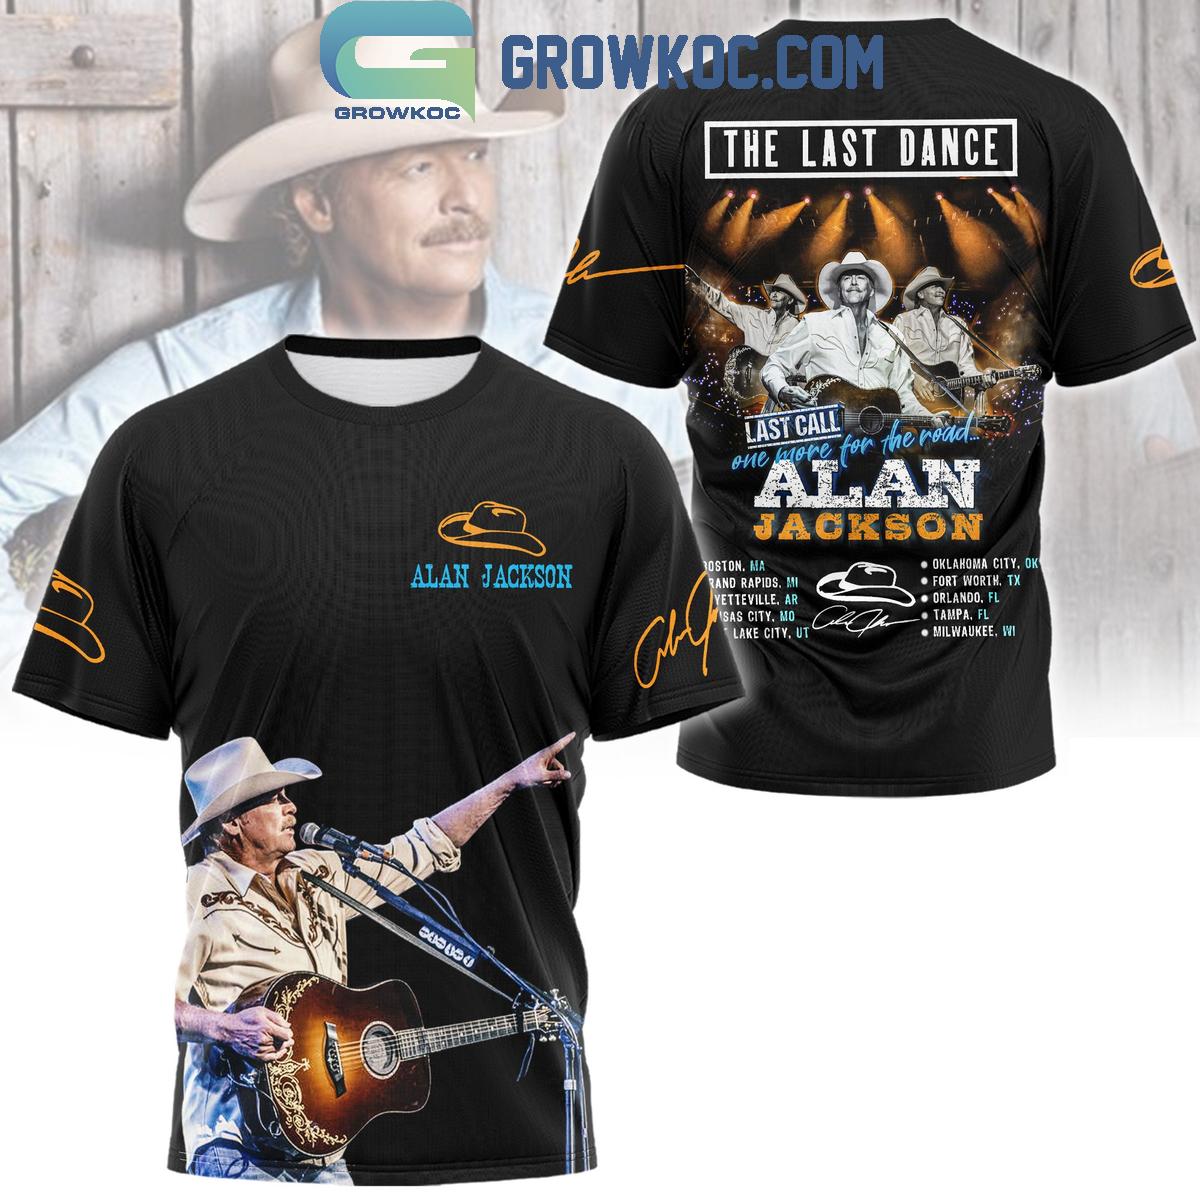 GROWKOC
GROWKOC.COM
THE LAST DANCE
LAST CALL
one more for the road...
ALAN
JACKSON
BOSTON, MA
GRAND RAPIDS, MI
YETTEVILLE, AR
SAS CITY, MO
LAKE CITY, UT
OKLAHOMA CITY, OK
FORT WORTH, TX
ORLANDO, FL
TAMPA, FL
MILWAUKEE, WI
ALAN JACKSON